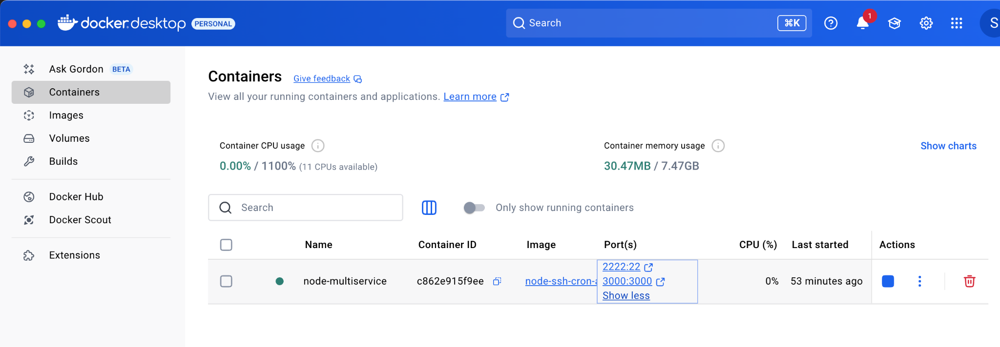 docker desktop PERSONAL
Search
⌘K
1
S
Ask Gordon BETA
Containers
Images
Volumes
Builds
Docker Hub
Docker Scout
Extensions
Containers Give feedback
View all your running containers and applications. Learn more
Container CPU usage
0.00% / 1100% (11 CPUs available)
Container memory usage
30.47MB / 7.47GB
Show charts
Search
Only show running containers
Name Container ID Image Port(s) CPU (%) Last started Actions
node-multiservice c862e915f9ee node-ssh-cron-a 0% 53 minutes ago
2222:22
3000:3000
Show less